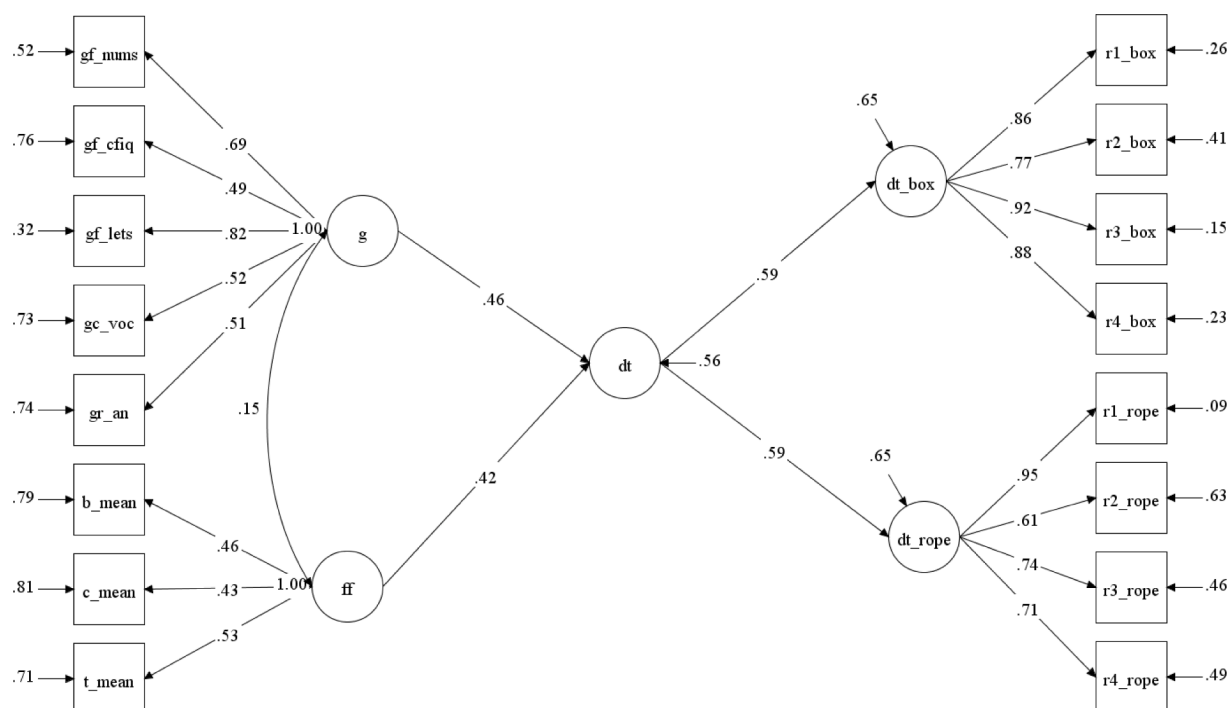 .52
gf_nums
.69
.76
gf_cfiq
.49
.32
gf_lets
.82
1.00
g
.73
gc_voc
.52
.74
gr_an
.51
.15
.79
b_mean
.46
.81
c_mean
.43
1.00
ff
.71
t_mean
.53
.46
.42
dt
.56
.59
.59
.65
dt_box
.86
.77
.92
.88
r1_box
.26
r2_box
.41
r3_box
.15
r4_box
.23
.65
dt_rope
.95
.61
.74
.71
r1_rope
.09
r2_rope
.63
r3_rope
.46
r4_rope
.49